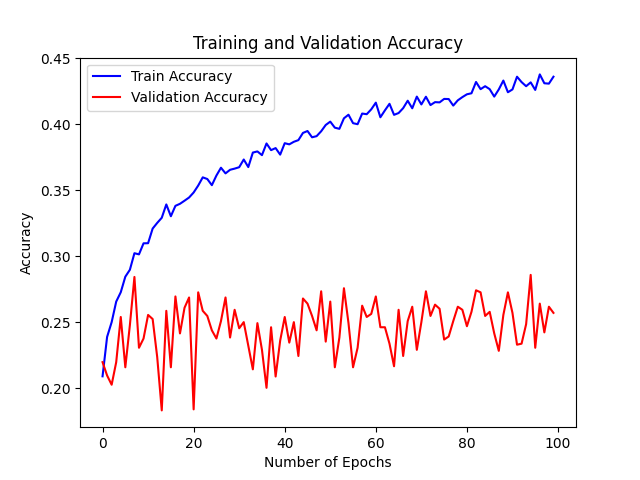 Training and Validation Accuracy
Train Accuracy
Validation Accuracy
0.45
0.40
0.35
0.30
0.25
0.20
Accuracy
0 20 40 60 80 100
Number of Epochs